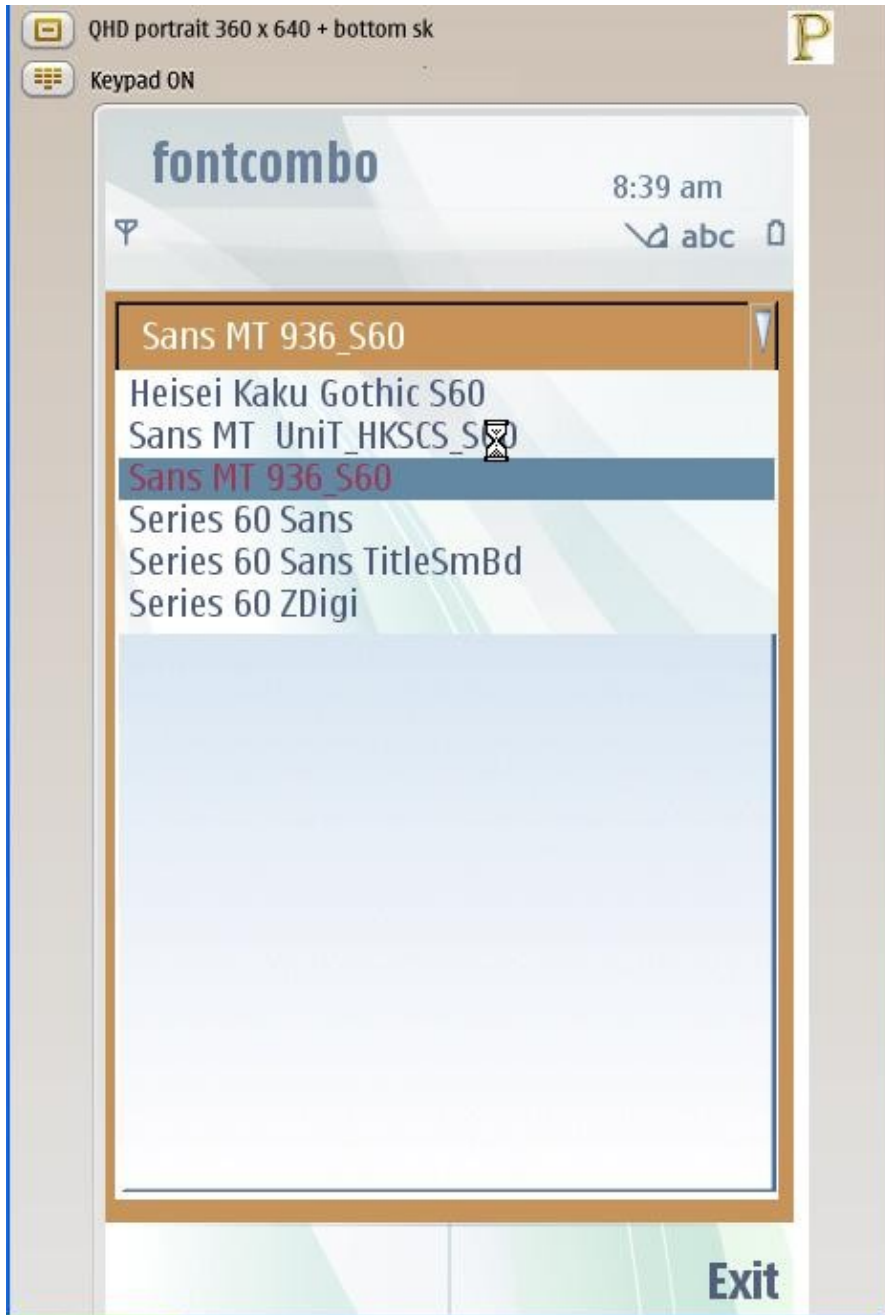 QHD portrait 360 x 640 + bottom sk
P
Keypad ON
fontcombo
8:39 am
abc
Sans MT 936_S60
Heisei Kaku Gothic S60
Sans MT UniT_HKSCS_S60
Sans MT 936_S60
Series 60 Sans
Series 60 Sans TitleSmBd
Series 60 ZDigi
Exit